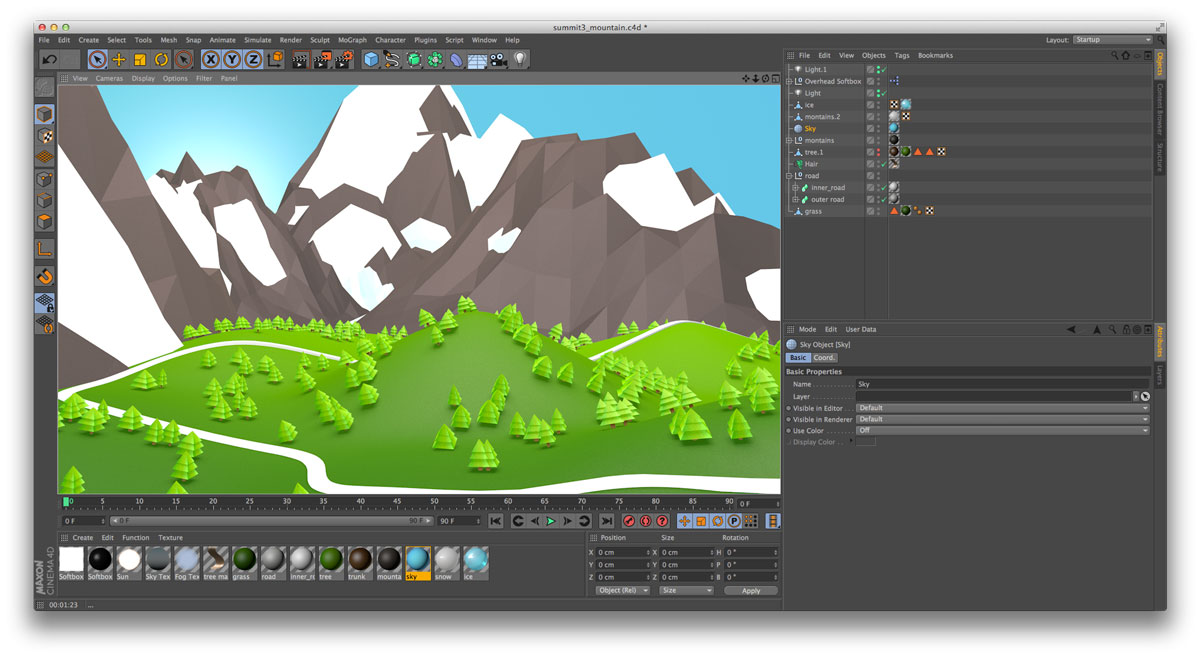 summit3_mountain.c4d *
File Edit Create Select Tools Mesh Snap Animate Simulate Render Sculpt MoGraph Character Plugins Script Window Help Layout: Startup
X Y Z
View Cameras Display Options Filter Panel
File Edit View Objects Tags Bookmarks
Light.1
Overhead Softbox
Light
ice
montains.2
Sky
montains
tree.1
Hair
road
inner_road
outer road
grass
Objects
Content Browser
Structure
Mode Edit User Data
Sky Object [Sky]
Basic Coord.
Basic Properties
Name Sky
Layer
Visible in Editor Default
Visible in Renderer Default
Use Color Off
Display Color
Attributes
Layers
0 5 10 15 20 25 30 35 40 45 50 55 60 65 70 75 80 85 90 0 F
0 F 0 F 90 F 90 F
P
Create Edit Function Texture
Softbox Softbox Sun Sky Tex Fog Tex tree ma grass road inner_ro tree trunk mounta sky snow ice
Position Size Rotation
X 0 cm X 0 cm H 0 °
Y 0 cm Y 0 cm P 0 °
Z 0 cm Z 0 cm B 0 °
Object (Rel) Size Apply
MAXON
CINEMA4D
00:01:23 ...